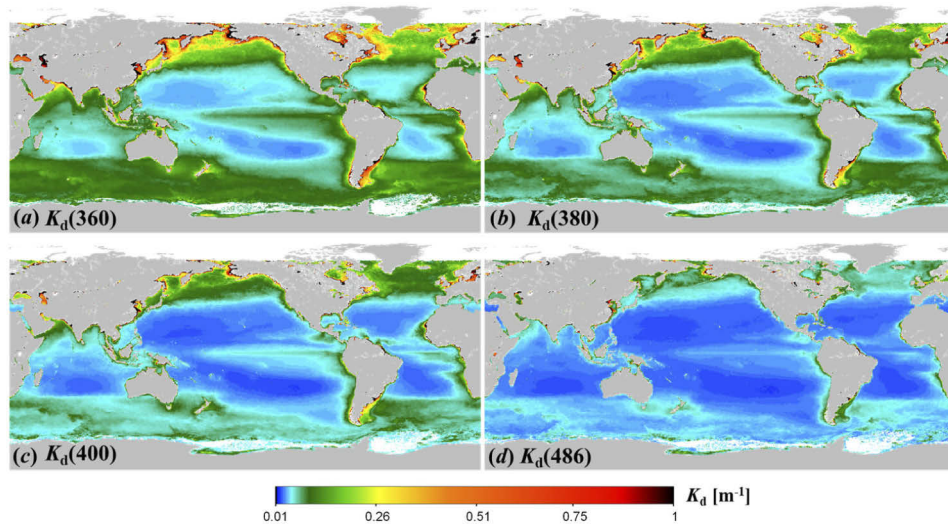 (a) Kd(360)
(b) Kd(380)
(c) Kd(400)
(d) Kd(486)
Kd [m⁻¹]
0.01 0.26 0.51 0.75 1